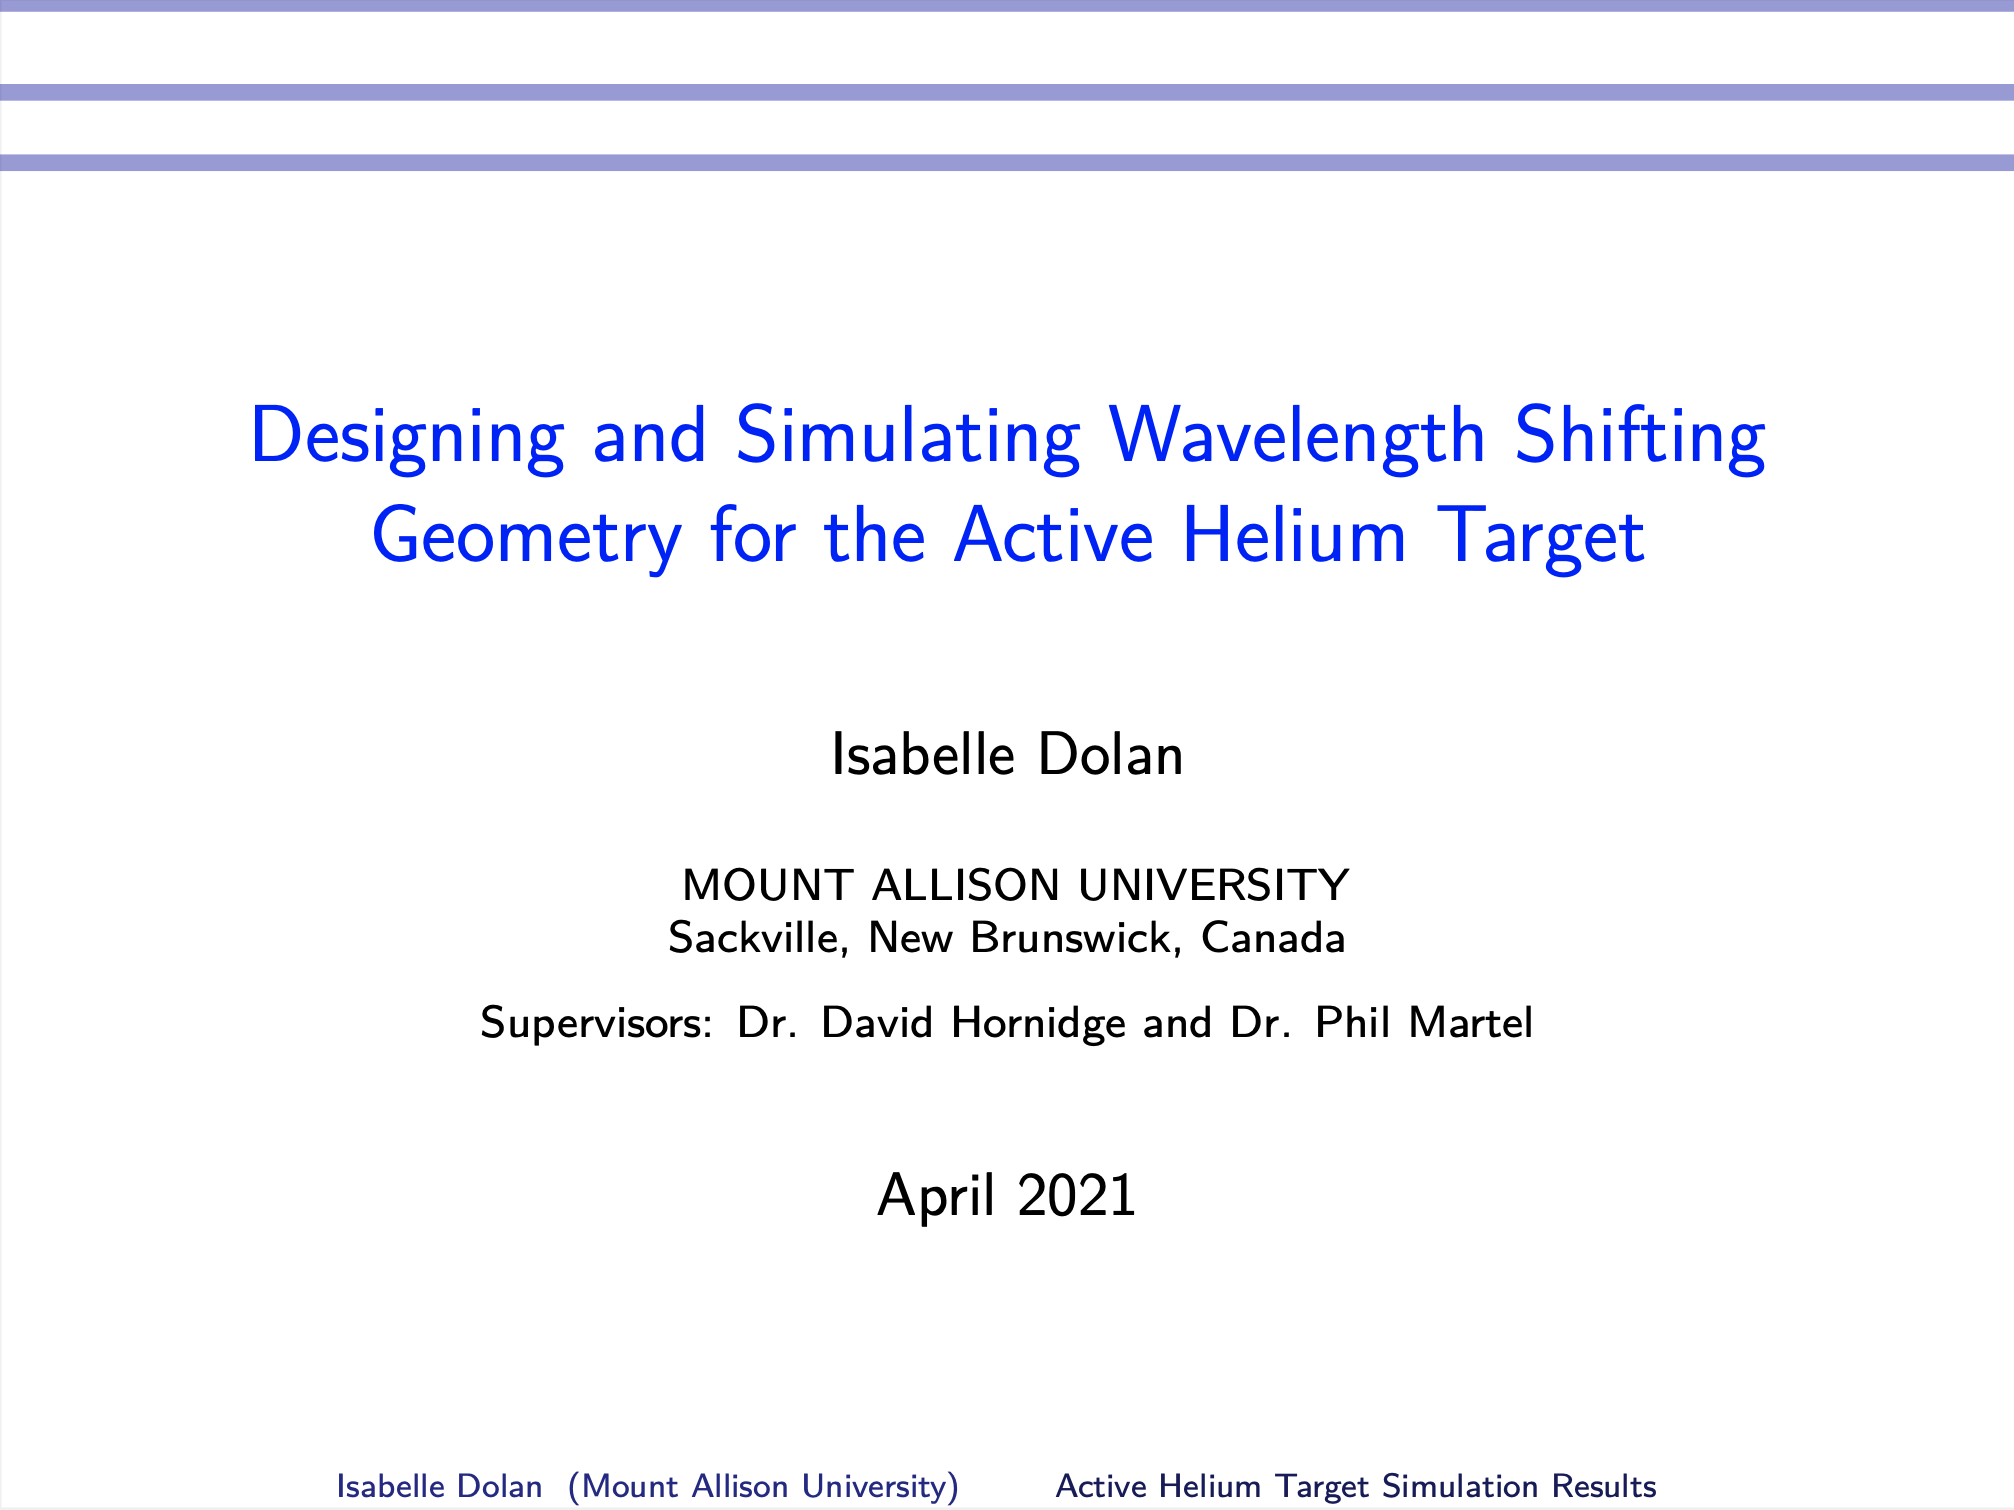 Designing and Simulating Wavelength Shifting
Geometry for the Active Helium Target
Isabelle Dolan
MOUNT ALLISON UNIVERSITY
Sackville, New Brunswick, Canada
Supervisors: Dr. David Hornidge and Dr. Phil Martel
April 2021
Isabelle Dolan (Mount Allison University) Active Helium Target Simulation Results